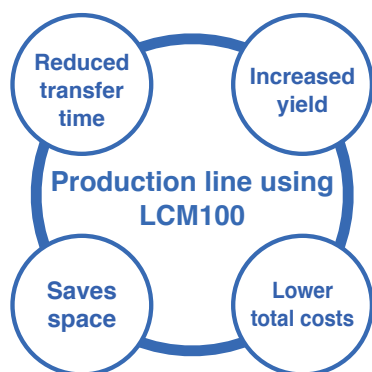 Reduced
transfer
time
Increased
yield
Production line using
LCM100
Saves
space
Lower
total costs